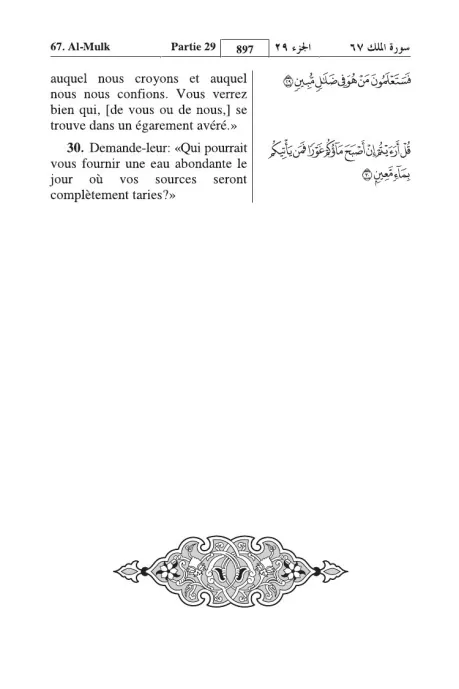 67. Al-Mulk Partie 29 897 الجزء ٢٩ سورة الملك ٦٧
auquel nous croyons et auquel
nous nous confions. Vous verrez
bien qui, [de vous ou de nous,] se
trouve dans un égarement avéré.»
30. Demande-leur: «Qui pourrait
vous fournir une eau abondante le
jour où vos sources seront
complètement taries?»
فَسَتَعْلَمُونَ مَنْ هُوَ فِي ضَلَٰلٍ مُّبِينٍ ٢٩
قُلْ أَرَءَيْتُمْ إِنْ أَصْبَحَ مَآؤُكُمْ غَوْرًا فَمَن يَأْتِيكُم
بِمَآءٍ مَّعِينٍ ٣٠